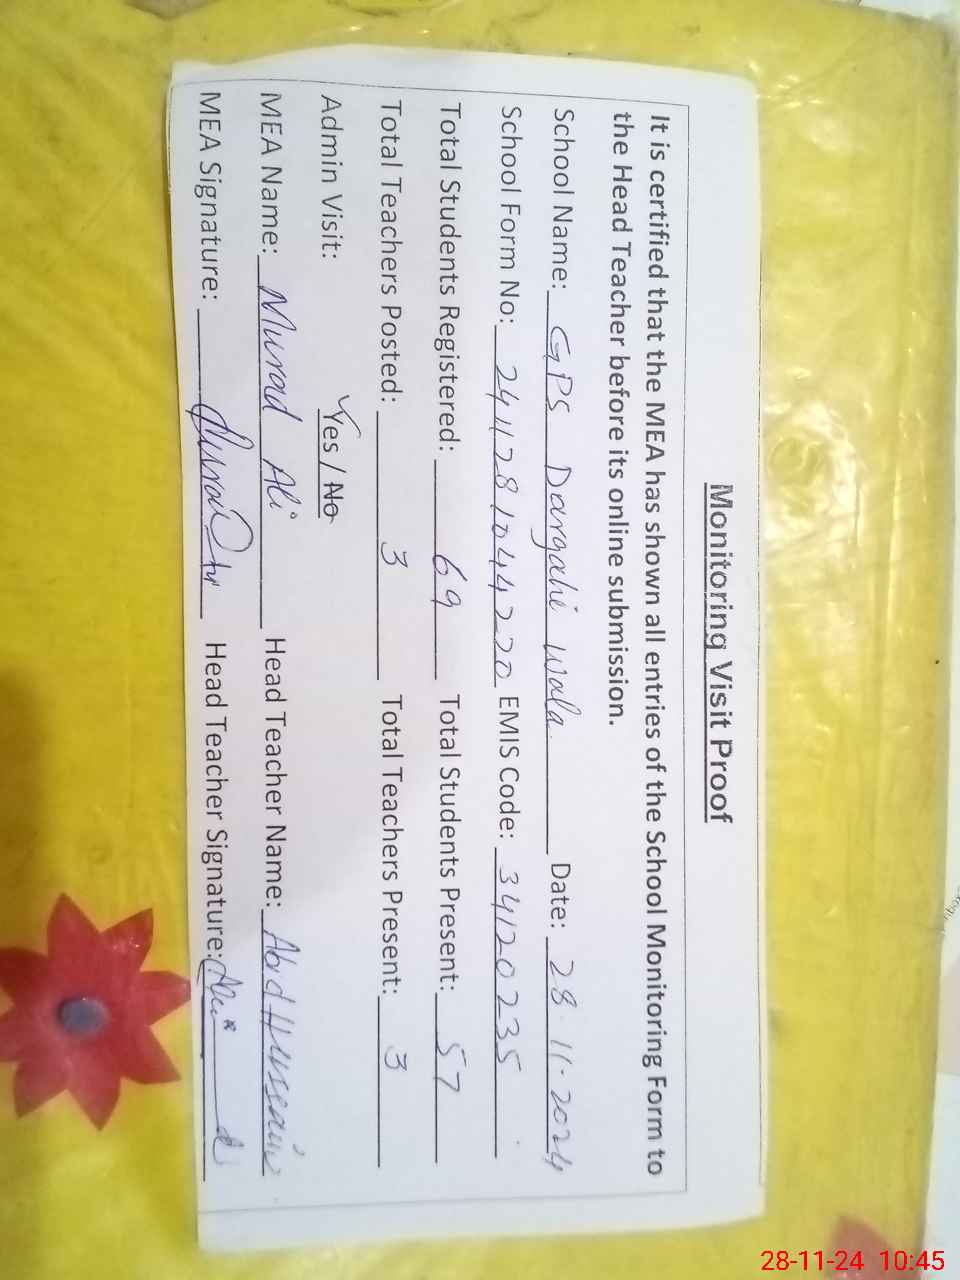 Monitoring Visit Proof
It is certified that the MEA has shown all entries of the School Monitoring Form to
the Head Teacher before its online submission.
School Name: GPS Dargahi Wala Date: 28.11.2024
School Form No: 2411281044220 EMIS Code: 34120235
Total Students Registered: 69 Total Students Present: 57
Total Teachers Posted: 3 Total Teachers Present: 3
Admin Visit: Yes / No
MEA Name: Murad Ali Head Teacher Name: Abid Hussain
MEA Signature: Head Teacher Signature:
28-11-24 10:45